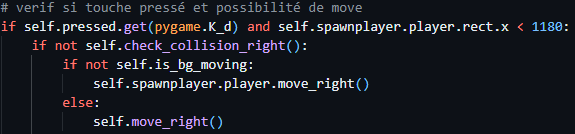 # verif si touche pressé et possibilité de move
if self.pressed.get(pygame.K_d) and self.spawnplayer.player.rect.x < 1180:
    if not self.check_collision_right():
        if not self.is_bg_moving:
            self.spawnplayer.player.move_right()
        else:
            self.move_right()